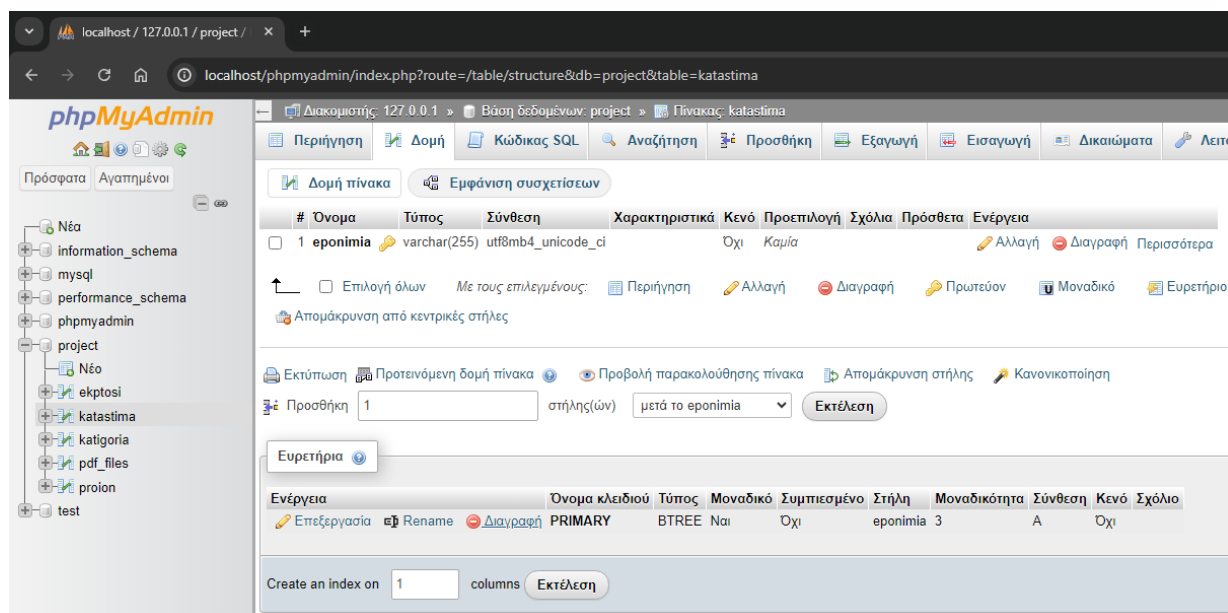 localhost / 127.0.0.1 / project /
localhost/phpmyadmin/index.php?route=/table/structure&db=project&table=katastima
phpMyAdmin
Πρόσφατα Αγαπημένοι
Νέα
information_schema
mysql
performance_schema
phpmyadmin
project
Νέο
ekptosi
katastima
katigoria
pdf_files
proion
test
Διακομιστής: 127.0.0.1 » Βάση δεδομένων: project » Πίνακας: katastima
Περιήγηση Δομή Κώδικας SQL Αναζήτηση Προσθήκη Εξαγωγή Εισαγωγή Δικαιώματα Λειτ
Δομή πίνακα Εμφάνιση συσχετίσεων
# Όνομα Τύπος Σύνθεση Χαρακτηριστικά Κενό Προεπιλογή Σχόλια Πρόσθετα Ενέργεια
1 eponimia varchar(255) utf8mb4_unicode_ci Όχι Καμία Αλλαγή Διαγραφή Περισσότερα
Επιλογή όλων Με τους επιλεγμένους: Περιήγηση Αλλαγή Διαγραφή Πρωτεύον Μοναδικό Ευρετήριο
Απομάκρυνση από κεντρικές στήλες
Εκτύπωση Προτεινόμενη δομή πίνακα Προβολή παρακολούθησης πίνακα Απομάκρυνση στήλης Κανονικοποίηση
Προσθήκη 1 στήλης(ών) μετά το eponimia Εκτέλεση
Ευρετήρια
Ενέργεια Όνομα κλειδιού Τύπος Μοναδικό Συμπιεσμένο Στήλη Μοναδικότητα Σύνθεση Κενό Σχόλιο
Επεξεργασία Rename Διαγραφή PRIMARY BTREE Ναι Όχι eponimia 3 A Όχι
Create an index on 1 columns Εκτέλεση